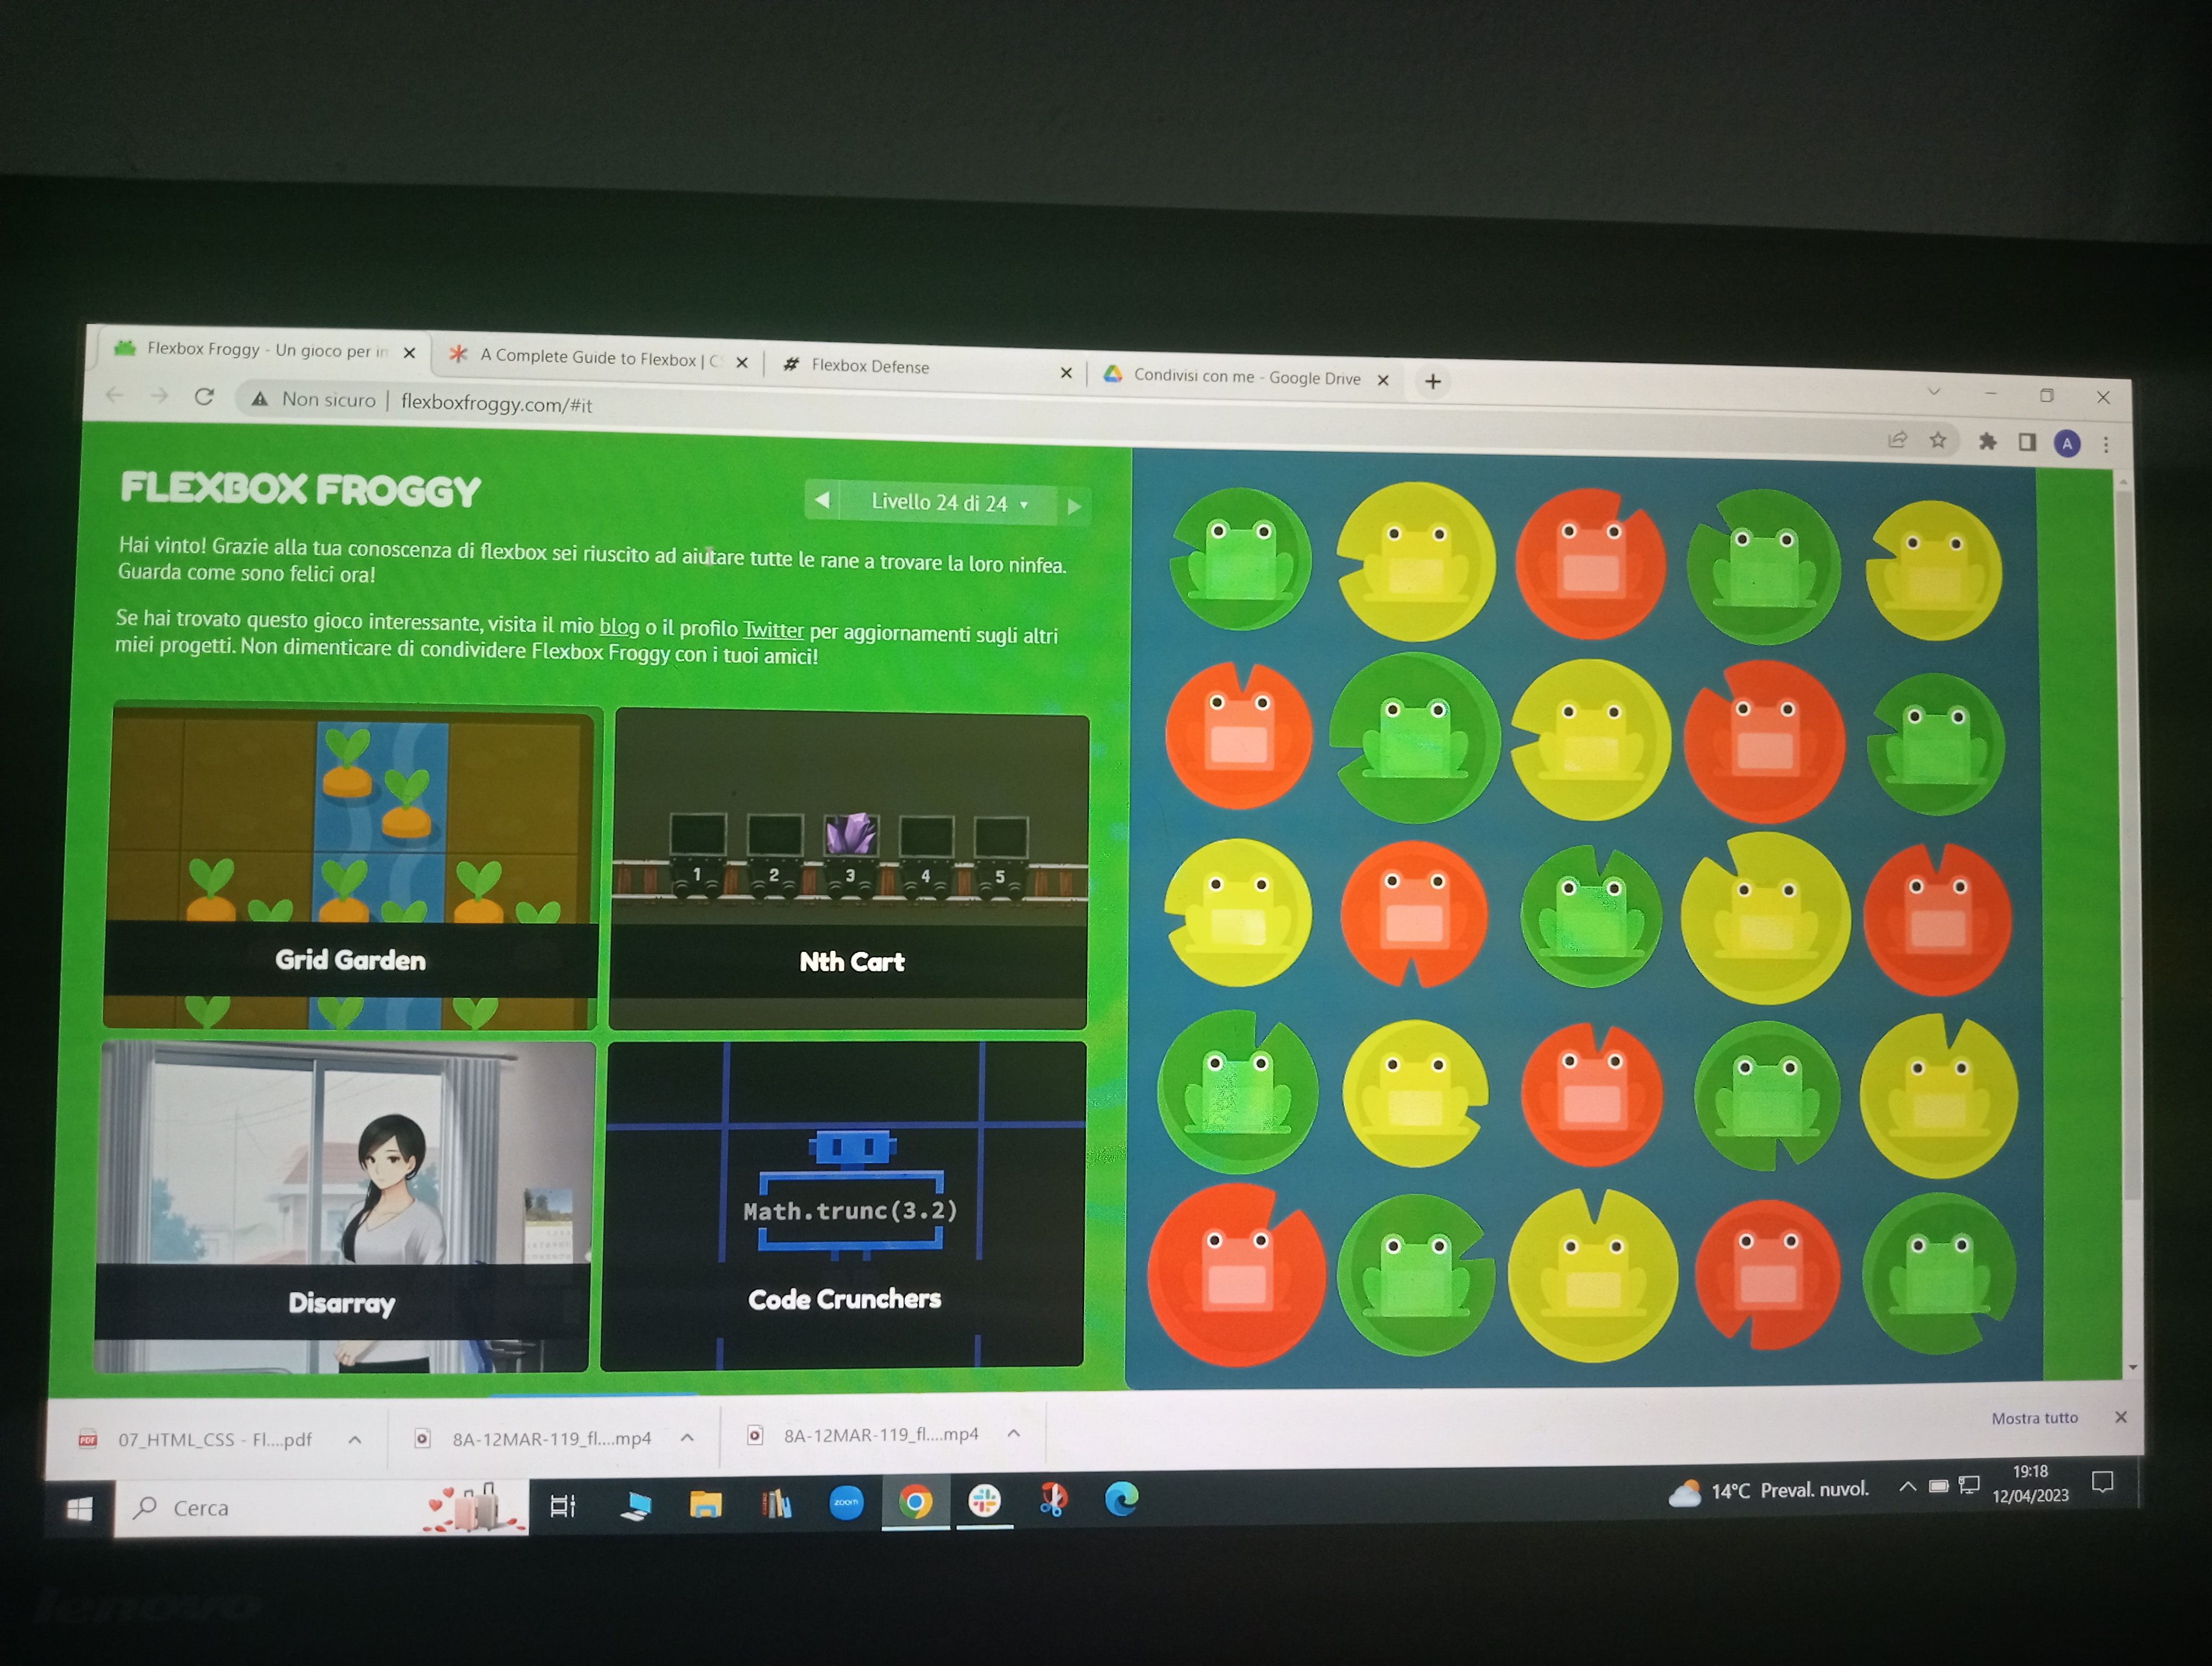 Flexbox Froggy - Un gioco per in
A Complete Guide to Flexbox | C
Flexbox Defense
Condivisi con me - Google Drive
Non sicuro | flexboxfroggy.com/#it
A
FLEXBOX FROGGY
Livello 24 di 24
Hai vinto! Grazie alla tua conoscenza di flexbox sei riuscito ad aiutare tutte le rane a trovare la loro ninfea.
Guarda come sono felici ora!
Se hai trovato questo gioco interessante, visita il mio blog o il profilo Twitter per aggiornamenti sugli altri
miei progetti. Non dimenticare di condividere Flexbox Froggy con i tuoi amici!
1 2 3 4 5
Grid Garden
Nth Cart
Math.trunc(3.2)
Disarray
Code Crunchers
PDF
07_HTML_CSS - Fl....pdf
8A-12MAR-119_fl....mp4
8A-12MAR-119_fl....mp4
Mostra tutto
Cerca
zoom
14°C Preval. nuvol.
19:18
12/04/2023
lenovo